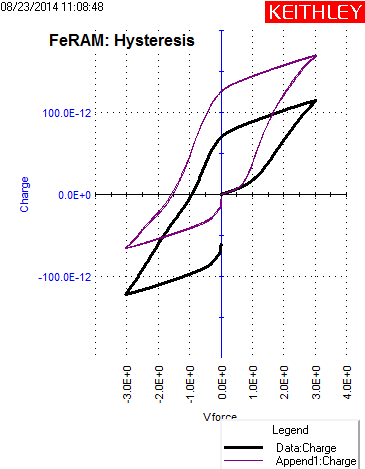 08/23/2014 11:08:48
KEITHLEY
FeRAM: Hysteresis
100.0E-12
0.0E+0
-100.0E-12
Charge
-3.0E+0
-2.0E+0
-1.0E+0
0.0E+0
1.0E+0
2.0E+0
3.0E+0
4.0E+0
Vforce
Legend
Data:Charge
Append1:Charge